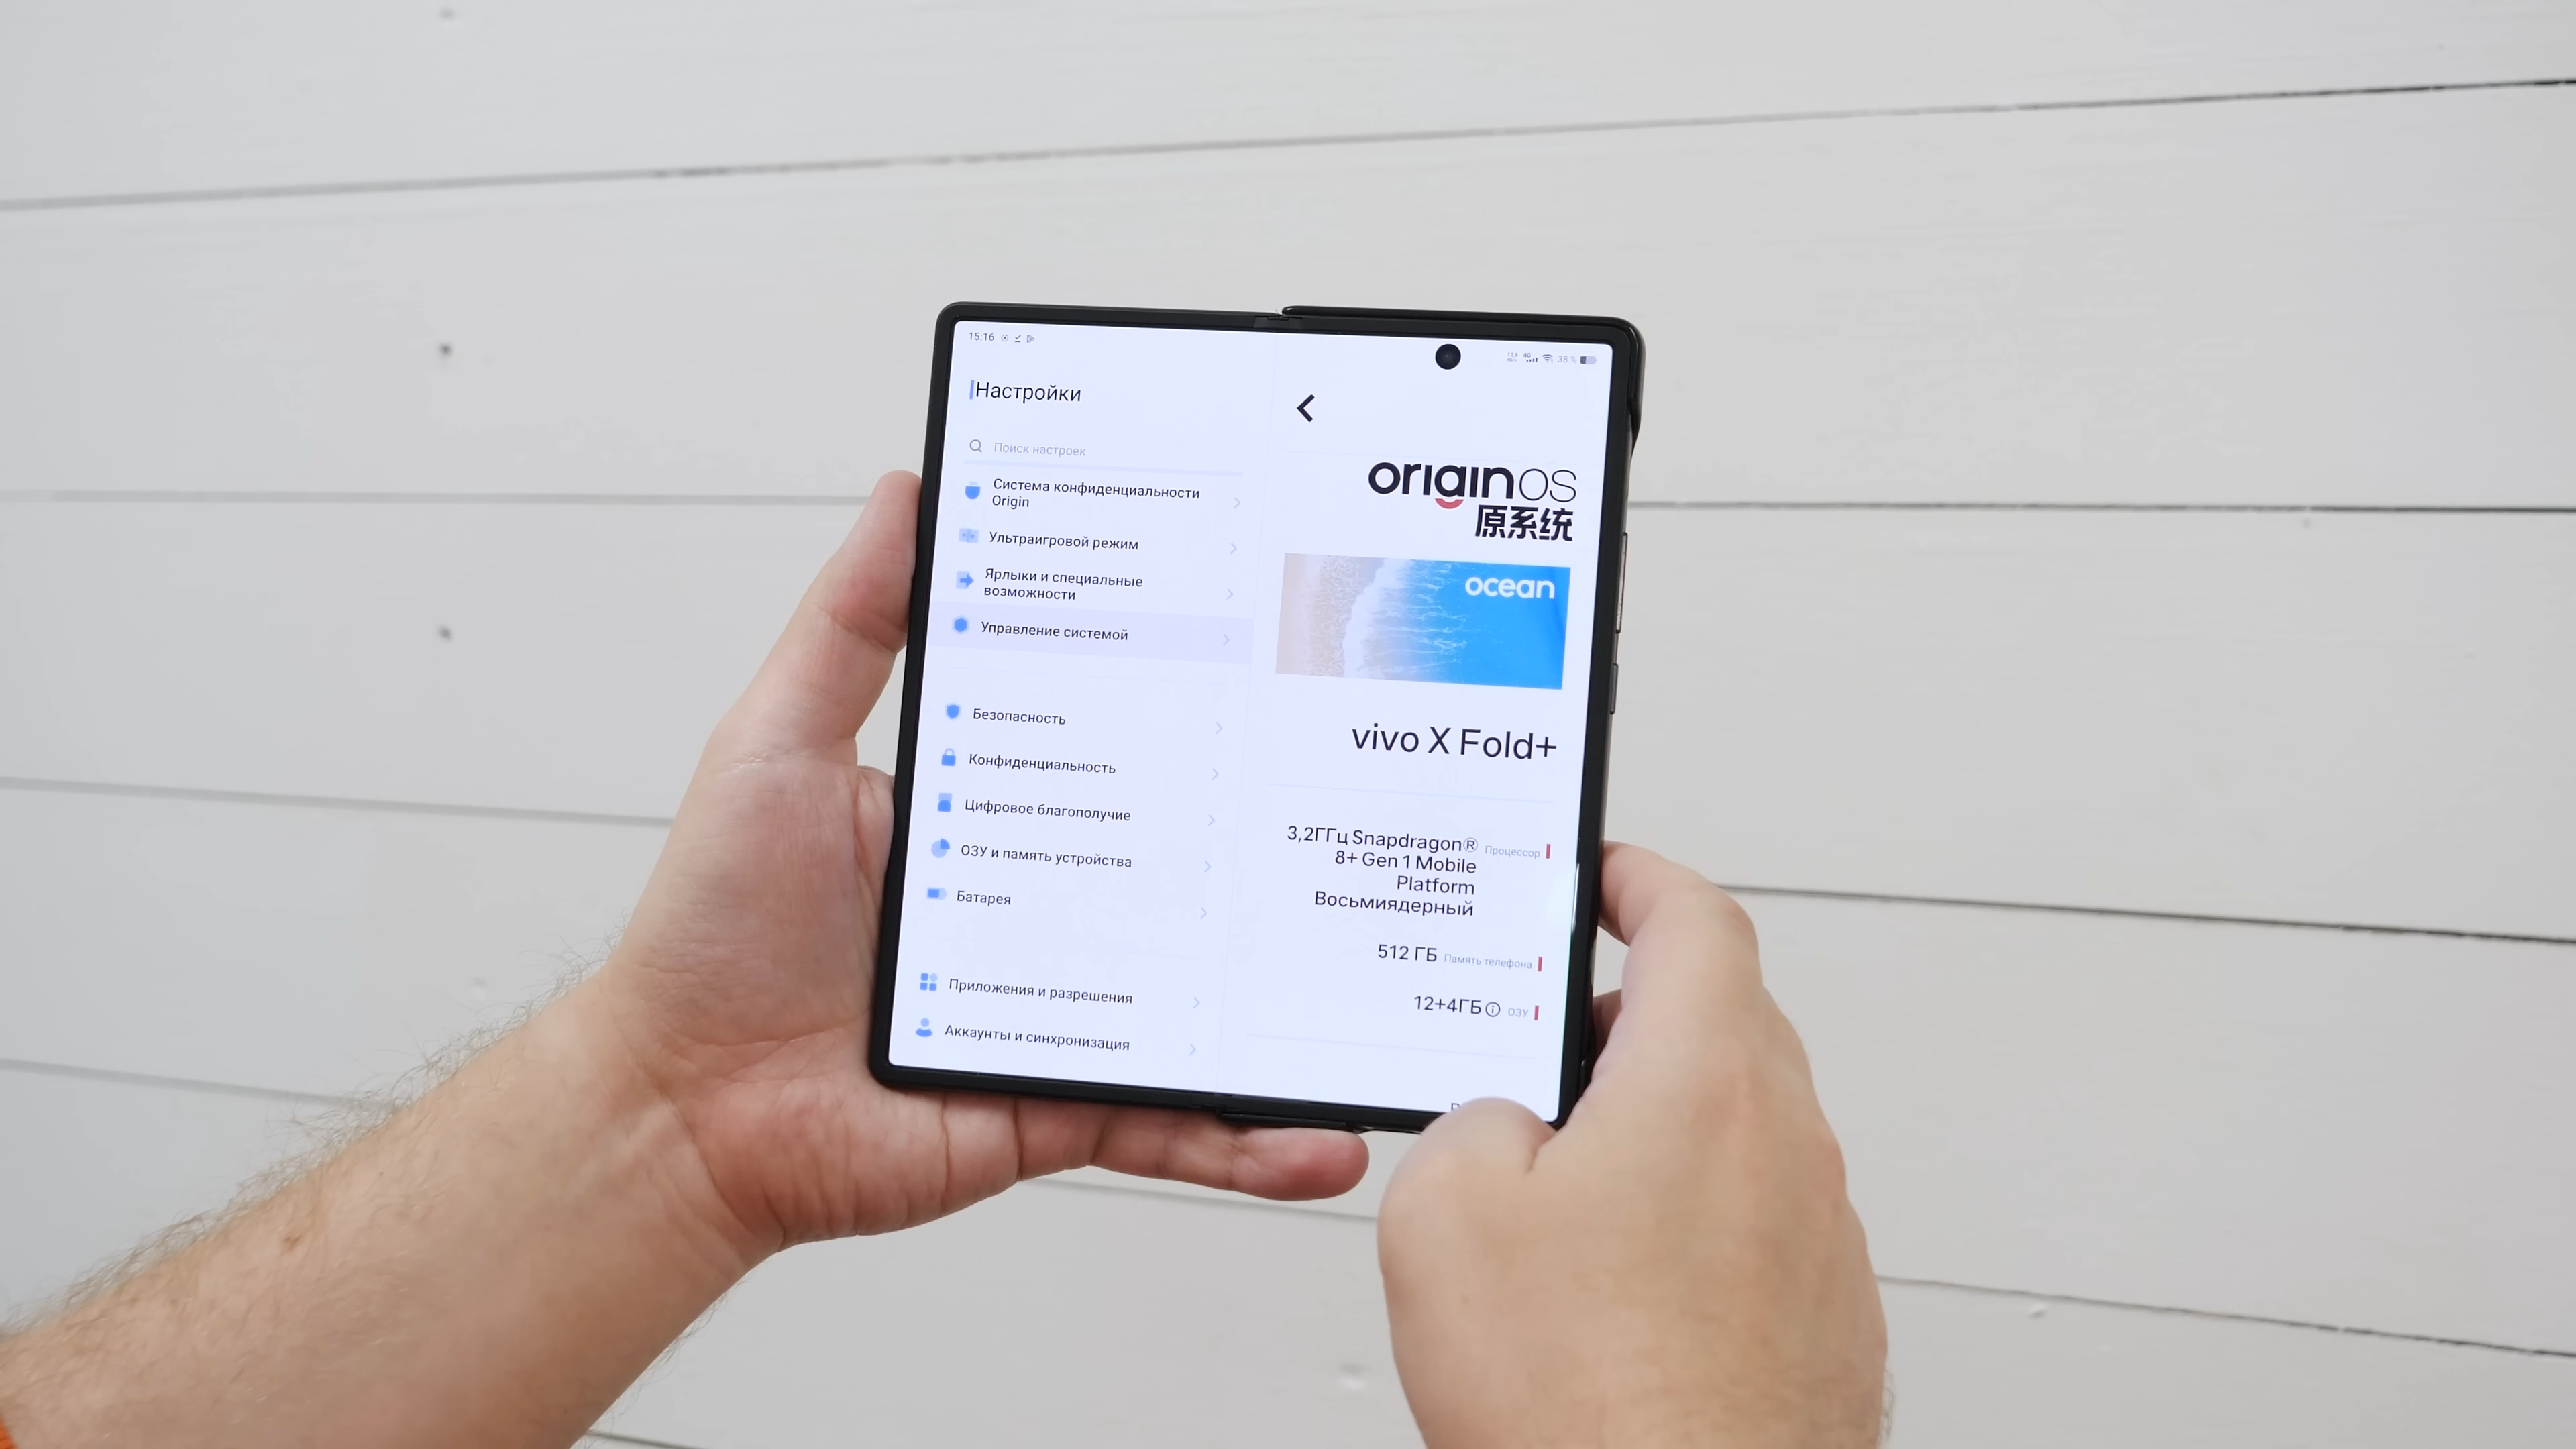 15:16
38 %
Настройки
Поиск настроек
Система конфиденциальности
Origin
Ультраигровой режим
Ярлыки и специальные
возможности
Управление системой
Безопасность
Конфиденциальность
Цифровое благополучие
ОЗУ и память устройства
Батарея
Приложения и разрешения
Аккаунты и синхронизация
originOS
原系统
ocean
vivo X Fold+
3,2ГГц Snapdragon® Процессор
8+ Gen 1 Mobile
Platform
Восьмиядерный
512 ГБ Память телефона
12+4ГБ ОЗУ